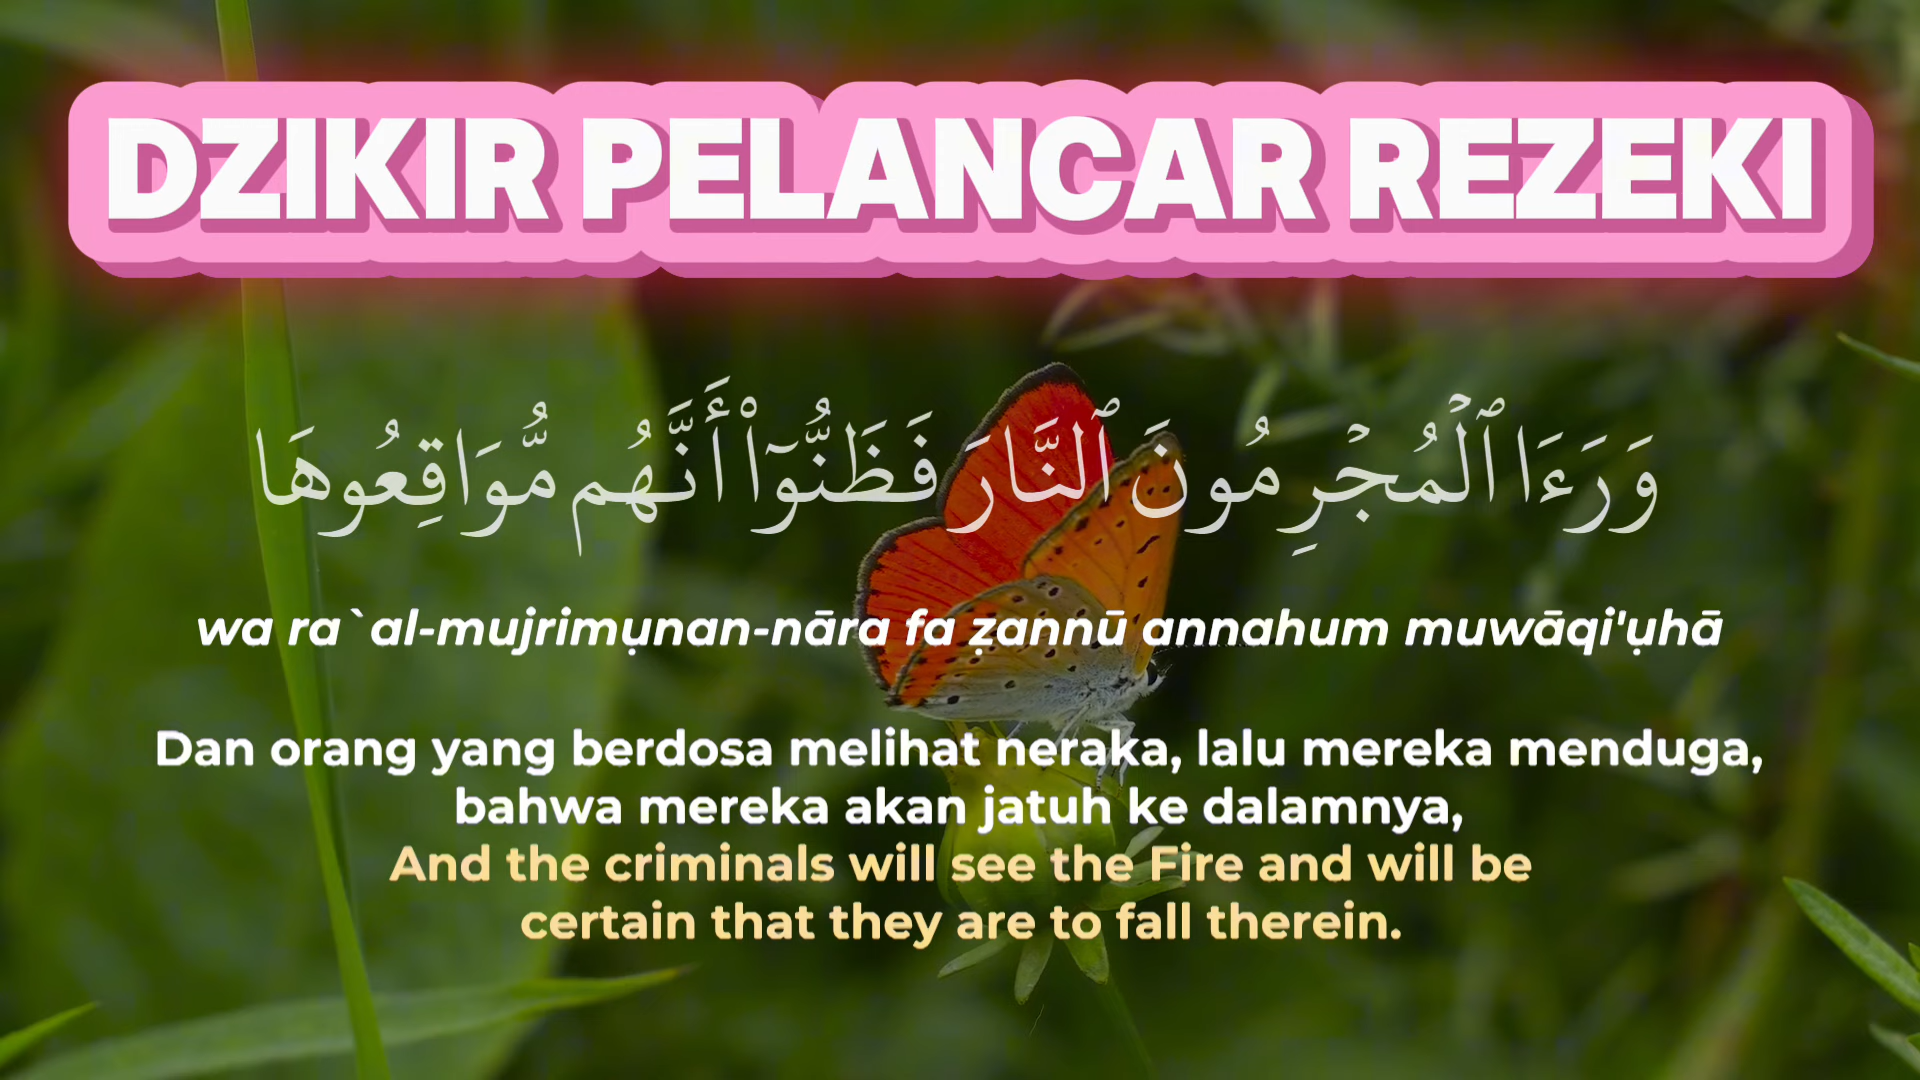 DZIKIR PELANCAR REZEKI
وَرَءَا ٱلْمُجْرِمُونَ ٱلنَّارَ فَظَنُّوٓا۟ أَنَّهُم مُّوَاقِعُوهَا
wa ra`al-mujrimụnan-nāra fa ẓannū annahum muwāqi'ụhā
Dan orang yang berdosa melihat neraka, lalu mereka menduga,
bahwa mereka akan jatuh ke dalamnya,
And the criminals will see the Fire and will be
certain that they are to fall therein.